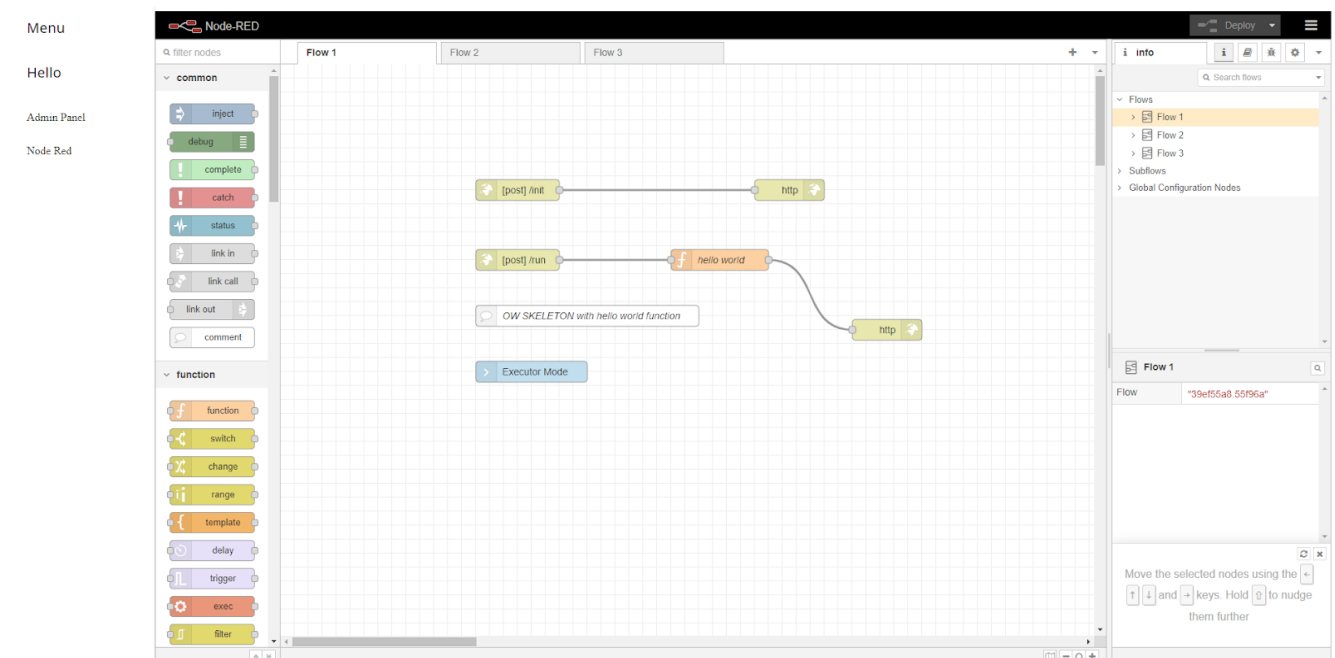 Menu
Hello
Admin Panel
Node Red
Node-RED
Deploy
filter nodes
common
inject
debug
complete
catch
status
link in
link call
link out
comment
function
function
switch
change
range
template
delay
trigger
exec
filter
Flow 1
Flow 2
Flow 3
[post] /init
http
[post] /run
hello world
OW SKELETON with hello world function
http
Executor Mode
i info
Search flows
Flows
Flow 1
Flow 2
Flow 3
Subflows
Global Configuration Nodes
Flow 1
Flow "39ef55a8.55f96a"
Move the selected nodes using the ←
↑ ↓ and → keys. Hold ⇧ to nudge
them further